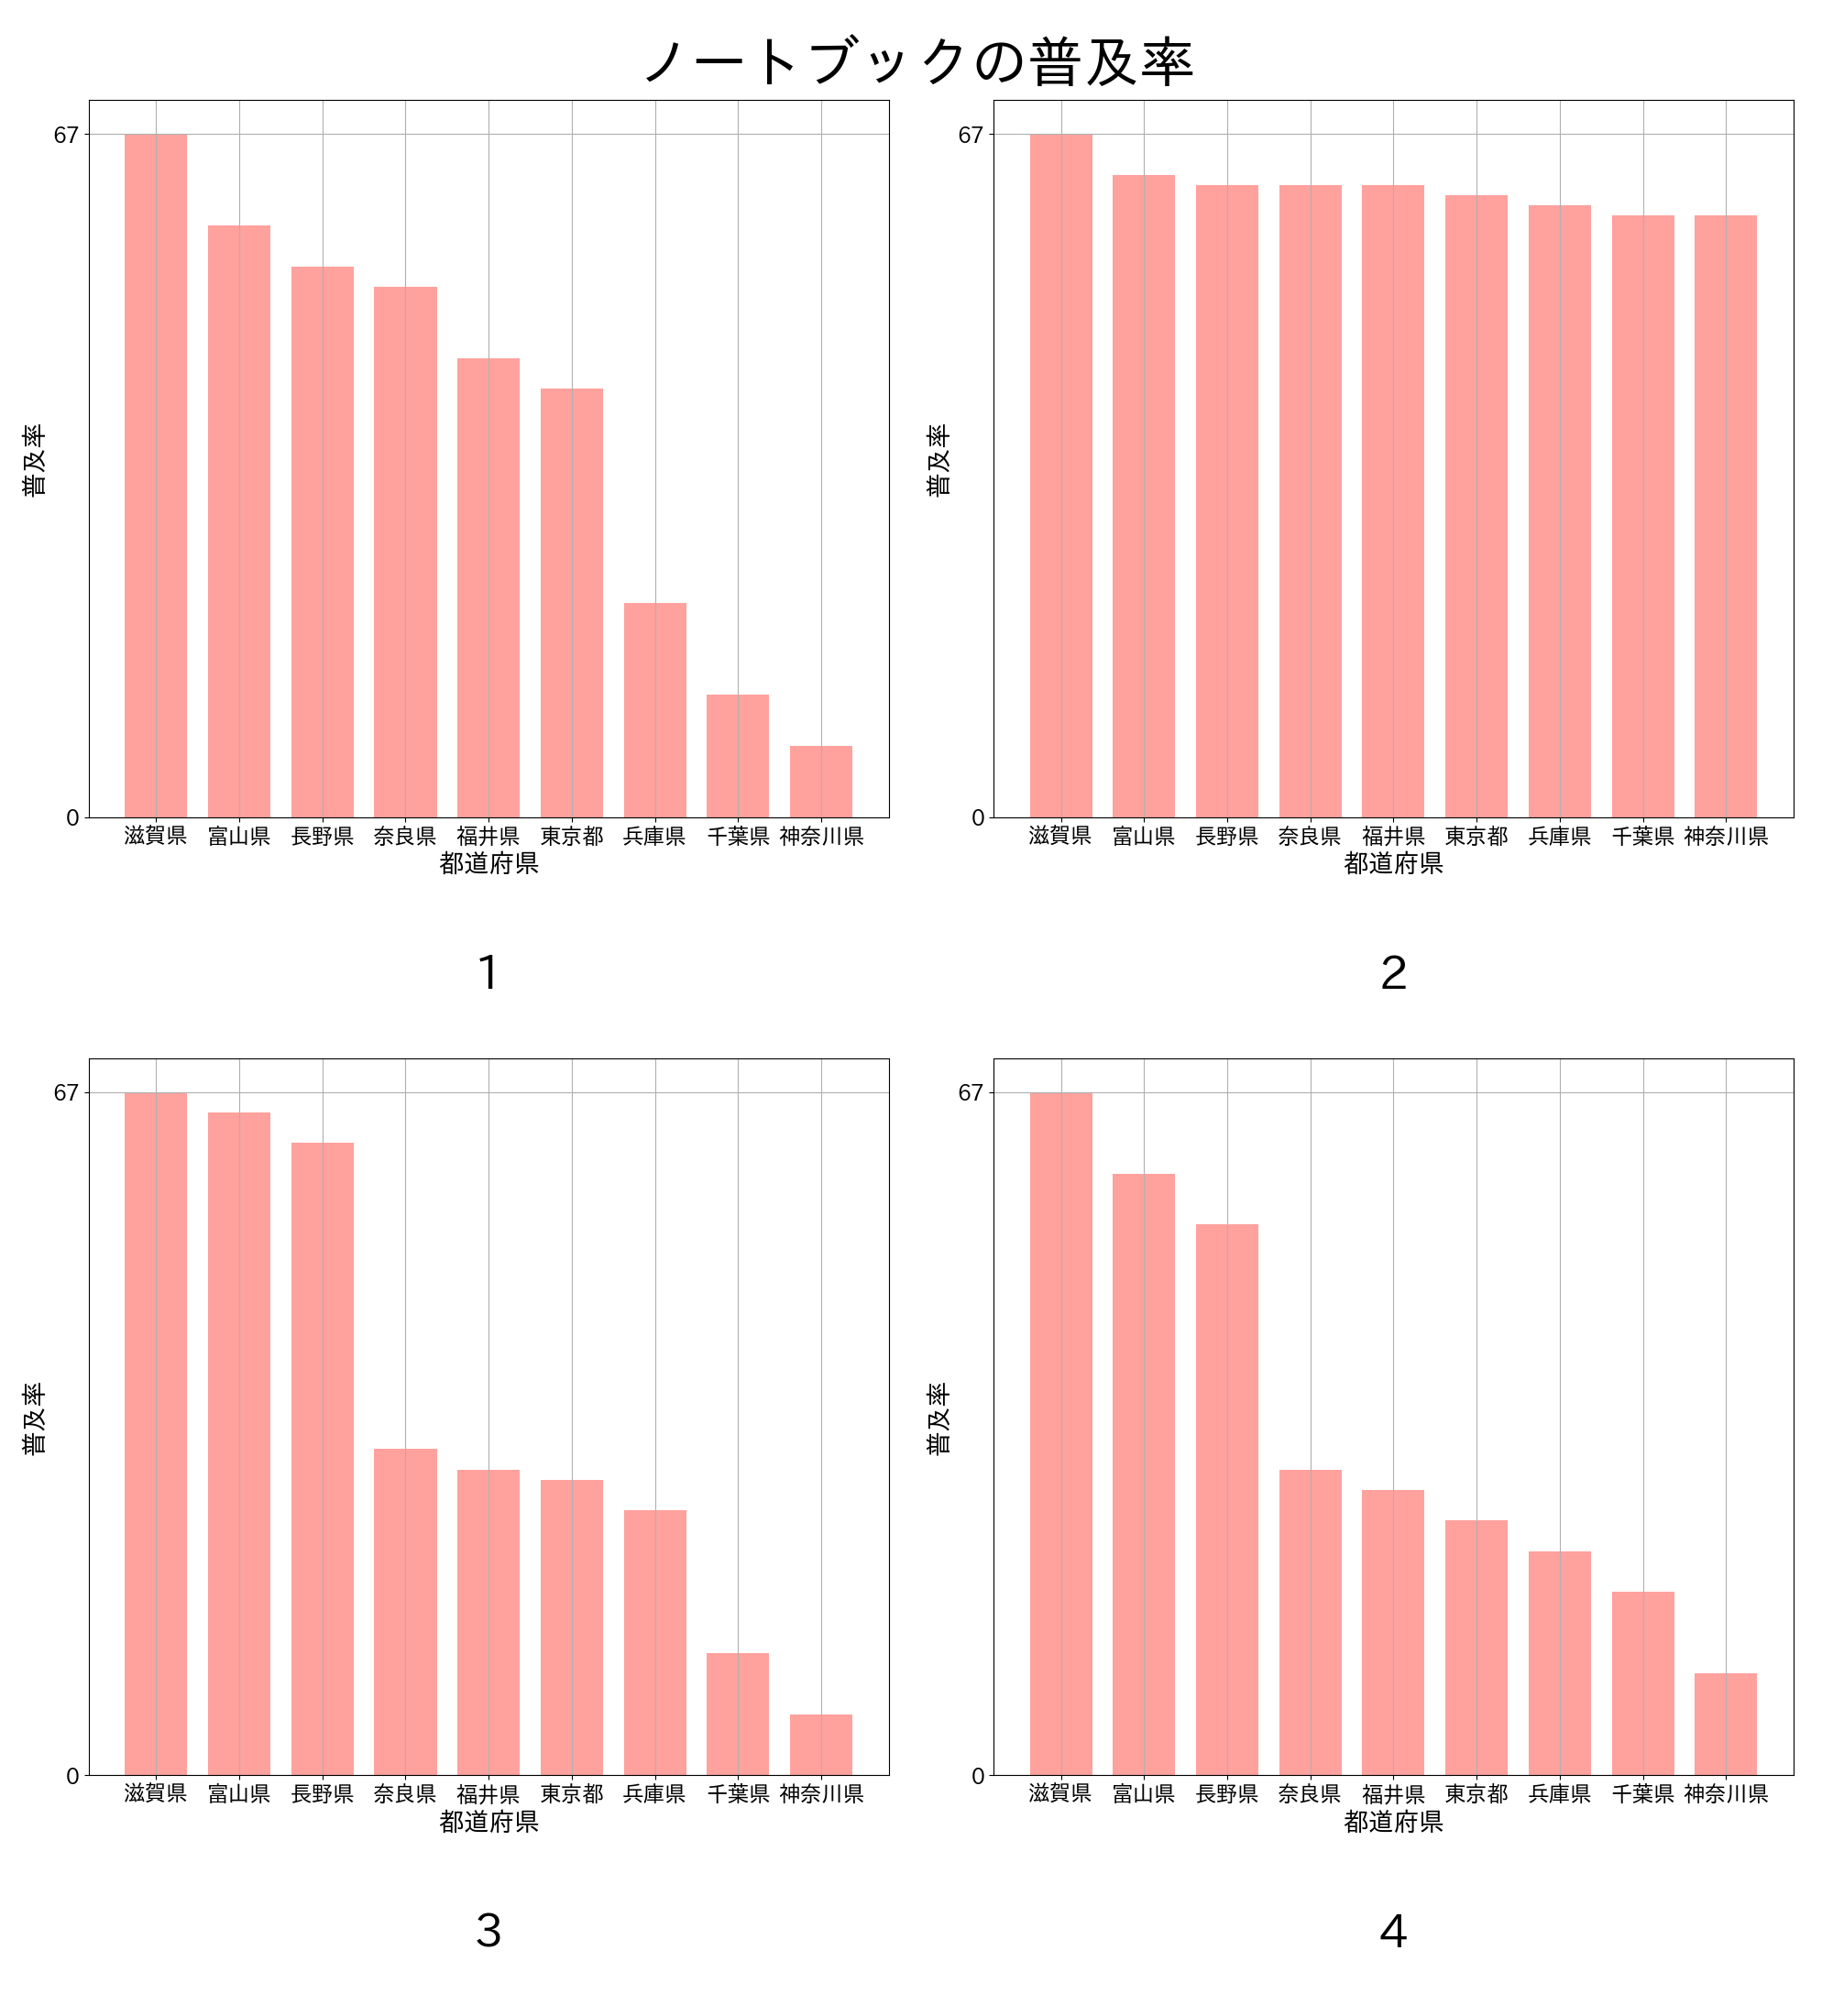 ノートブックの普及率
67
0
普及率
滋賀県 富山県 長野県 奈良県 福井県 東京都 兵庫県 千葉県 神奈川県
都道府県
1
67
0
普及率
滋賀県 富山県 長野県 奈良県 福井県 東京都 兵庫県 千葉県 神奈川県
都道府県
2
67
0
普及率
滋賀県 富山県 長野県 奈良県 福井県 東京都 兵庫県 千葉県 神奈川県
都道府県
3
67
0
普及率
滋賀県 富山県 長野県 奈良県 福井県 東京都 兵庫県 千葉県 神奈川県
都道府県
4